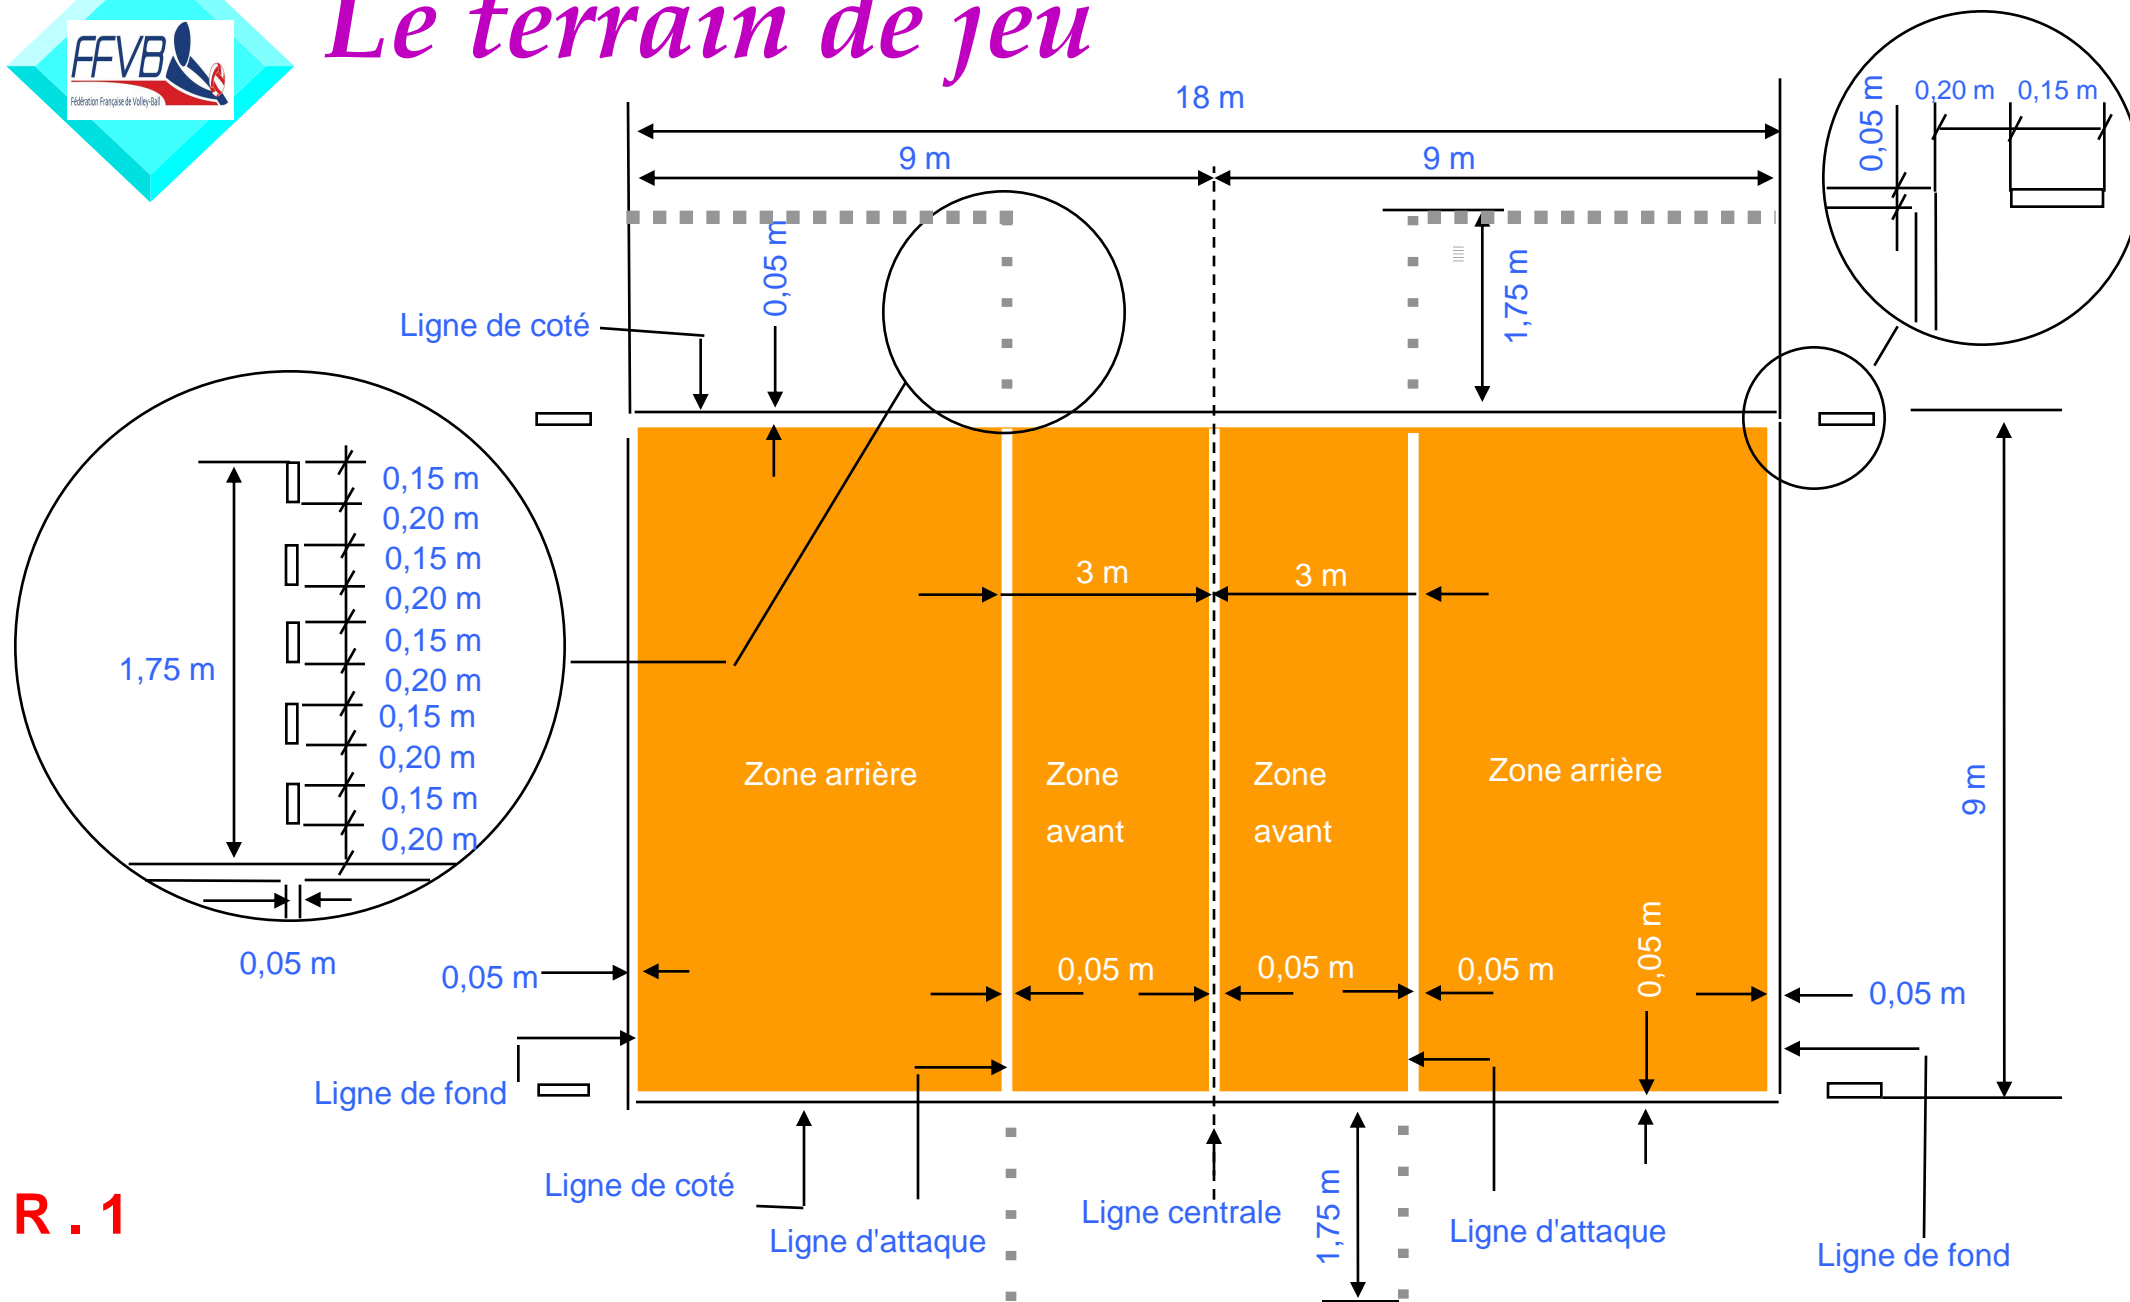 Le terrain de jeu
FFVB
Fédération Française de Volley-Ball
18 m
9 m
9 m
0,05 m
0,20 m
0,15 m
0,05 m
1,75 m
Ligne de coté
0,15 m
0,20 m
0,15 m
0,20 m
0,15 m
0,20 m
0,15 m
0,20 m
0,15 m
0,20 m
1,75 m
0,05 m
3 m
3 m
Zone arrière
Zone
avant
Zone
avant
Zone arrière
9 m
0,05 m
0,05 m
0,05 m
0,05 m
0,05 m
0,05 m
Ligne de fond
Ligne de coté
Ligne d'attaque
Ligne centrale
1,75 m
Ligne d'attaque
Ligne de fond
R . 1